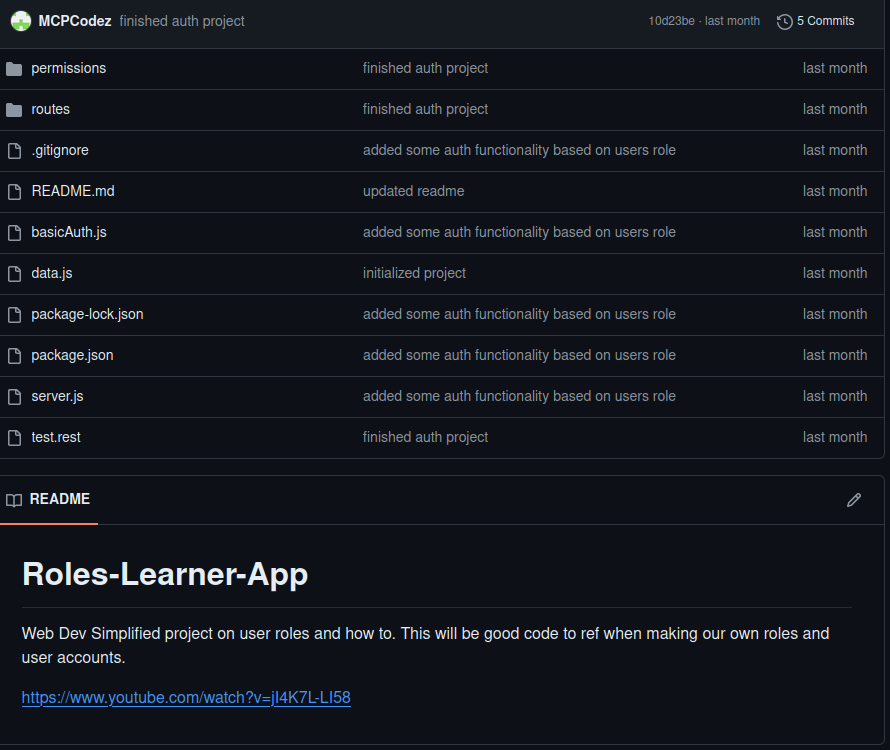 MCPCodez finished auth project 10d23be · last month 5 Commits
permissions finished auth project last month
routes finished auth project last month
.gitignore added some auth functionality based on users role last month
README.md updated readme last month
basicAuth.js added some auth functionality based on users role last month
data.js initialized project last month
package-lock.json added some auth functionality based on users role last month
package.json added some auth functionality based on users role last month
server.js added some auth functionality based on users role last month
test.rest finished auth project last month
README
Roles-Learner-App
Web Dev Simplified project on user roles and how to. This will be good code to ref when making our own roles and
user accounts.
https://www.youtube.com/watch?v=jI4K7L-LI58